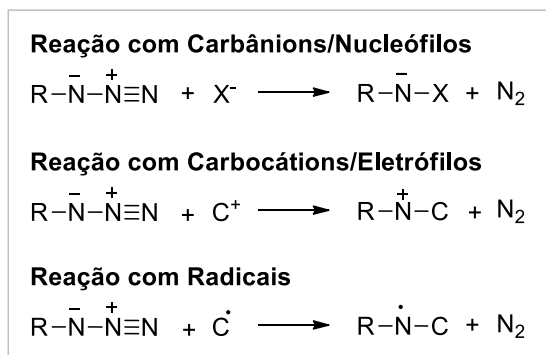 Reação com Carbânions/Nucleófilos
R–N̄–N⁺≡N + X⁻ ⟶ R–N̄–X + N₂
Reação com Carbocátions/Eletrófilos
R–N̄–N⁺≡N + C⁺ ⟶ R–N⁺–C + N₂
Reação com Radicais
R–N̄–N⁺≡N + Ċ ⟶ R–Ṅ–C + N₂